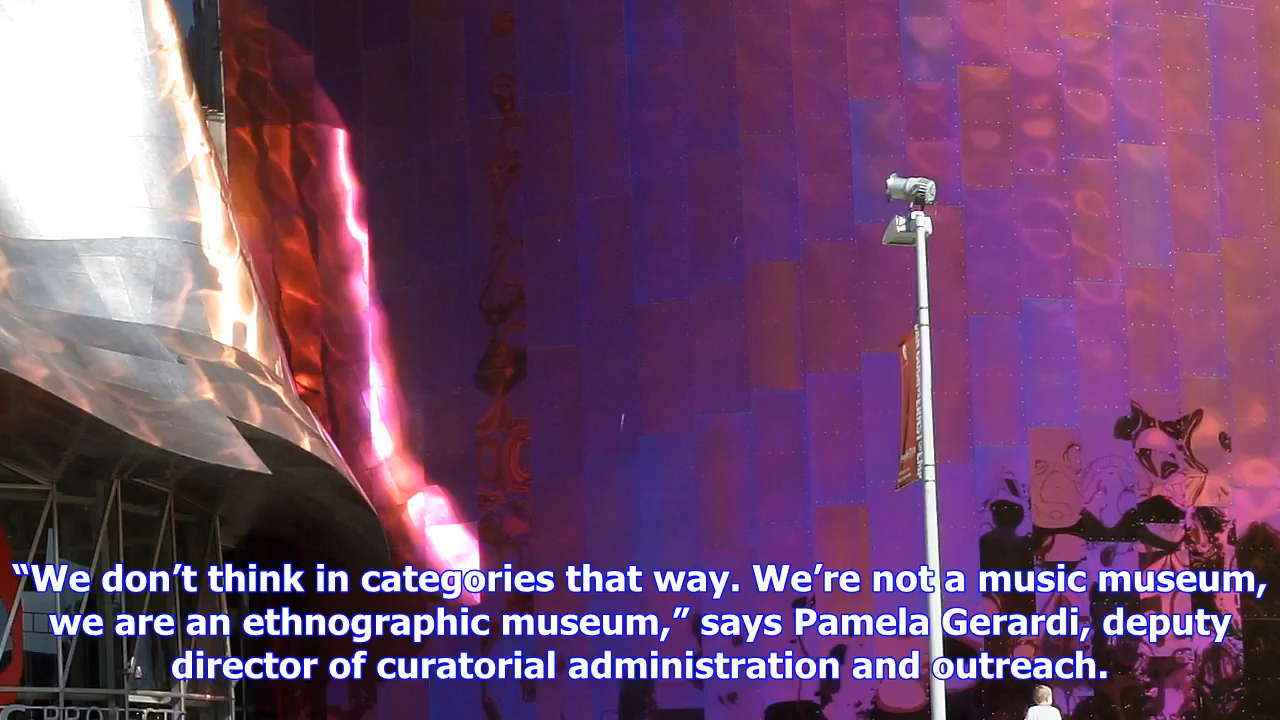 “We don’t think in categories that way. We’re not a music museum,
we are an ethnographic museum,” says Pamela Gerardi, deputy
director of curatorial administration and outreach.
C PROJECT